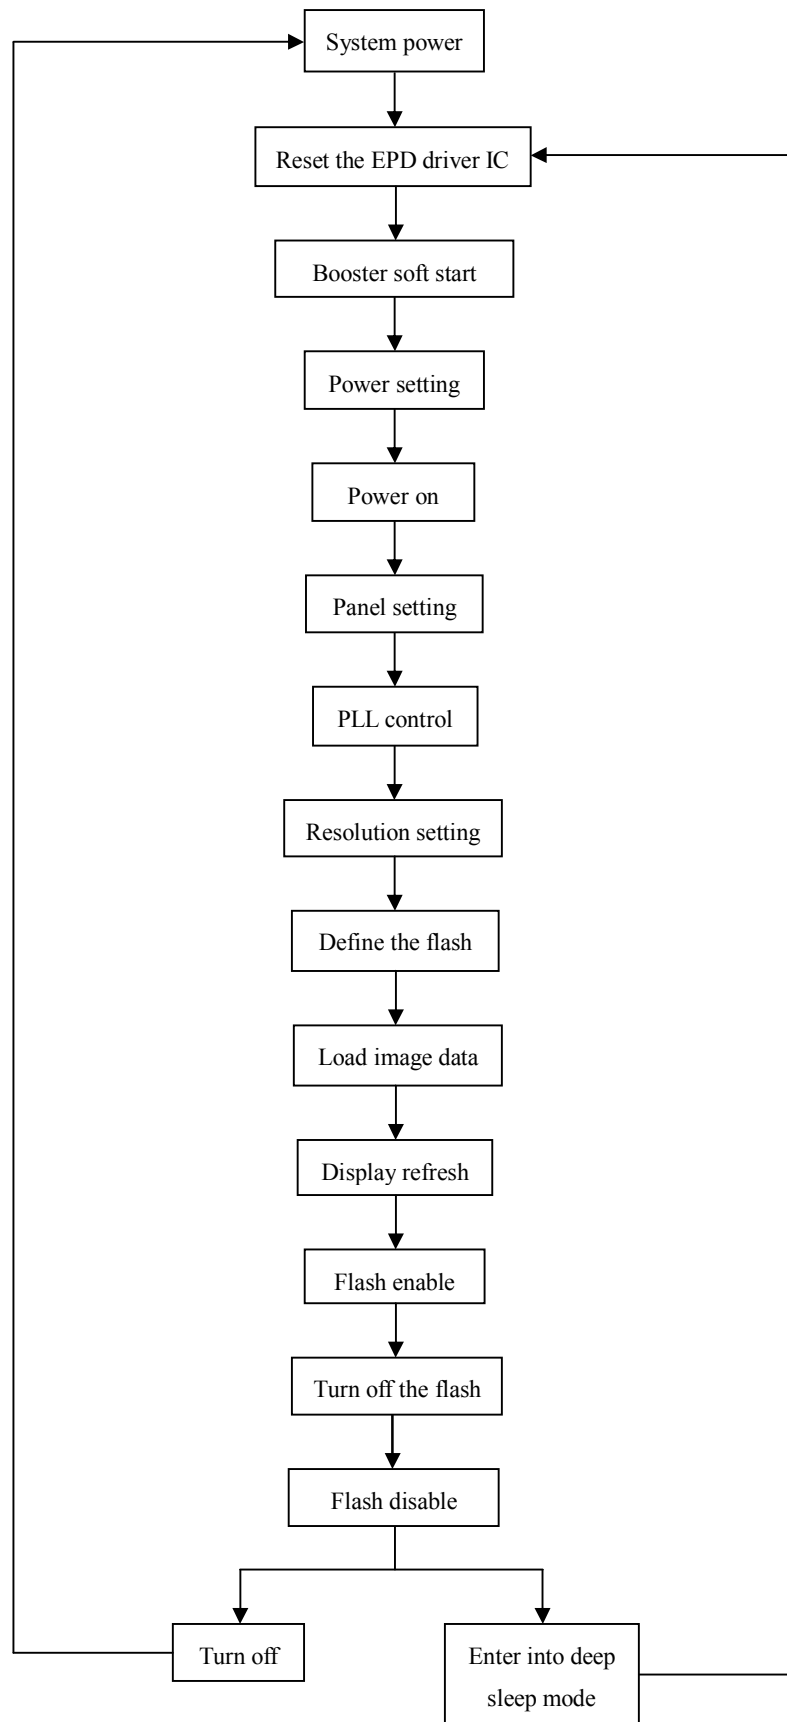 System power
Reset the EPD driver IC
Booster soft start
Power setting
Power on
Panel setting
PLL control
Resolution setting
Define the flash
Load image data
Display refresh
Flash enable
Turn off the flash
Flash disable
Turn off
Enter into deep
sleep mode